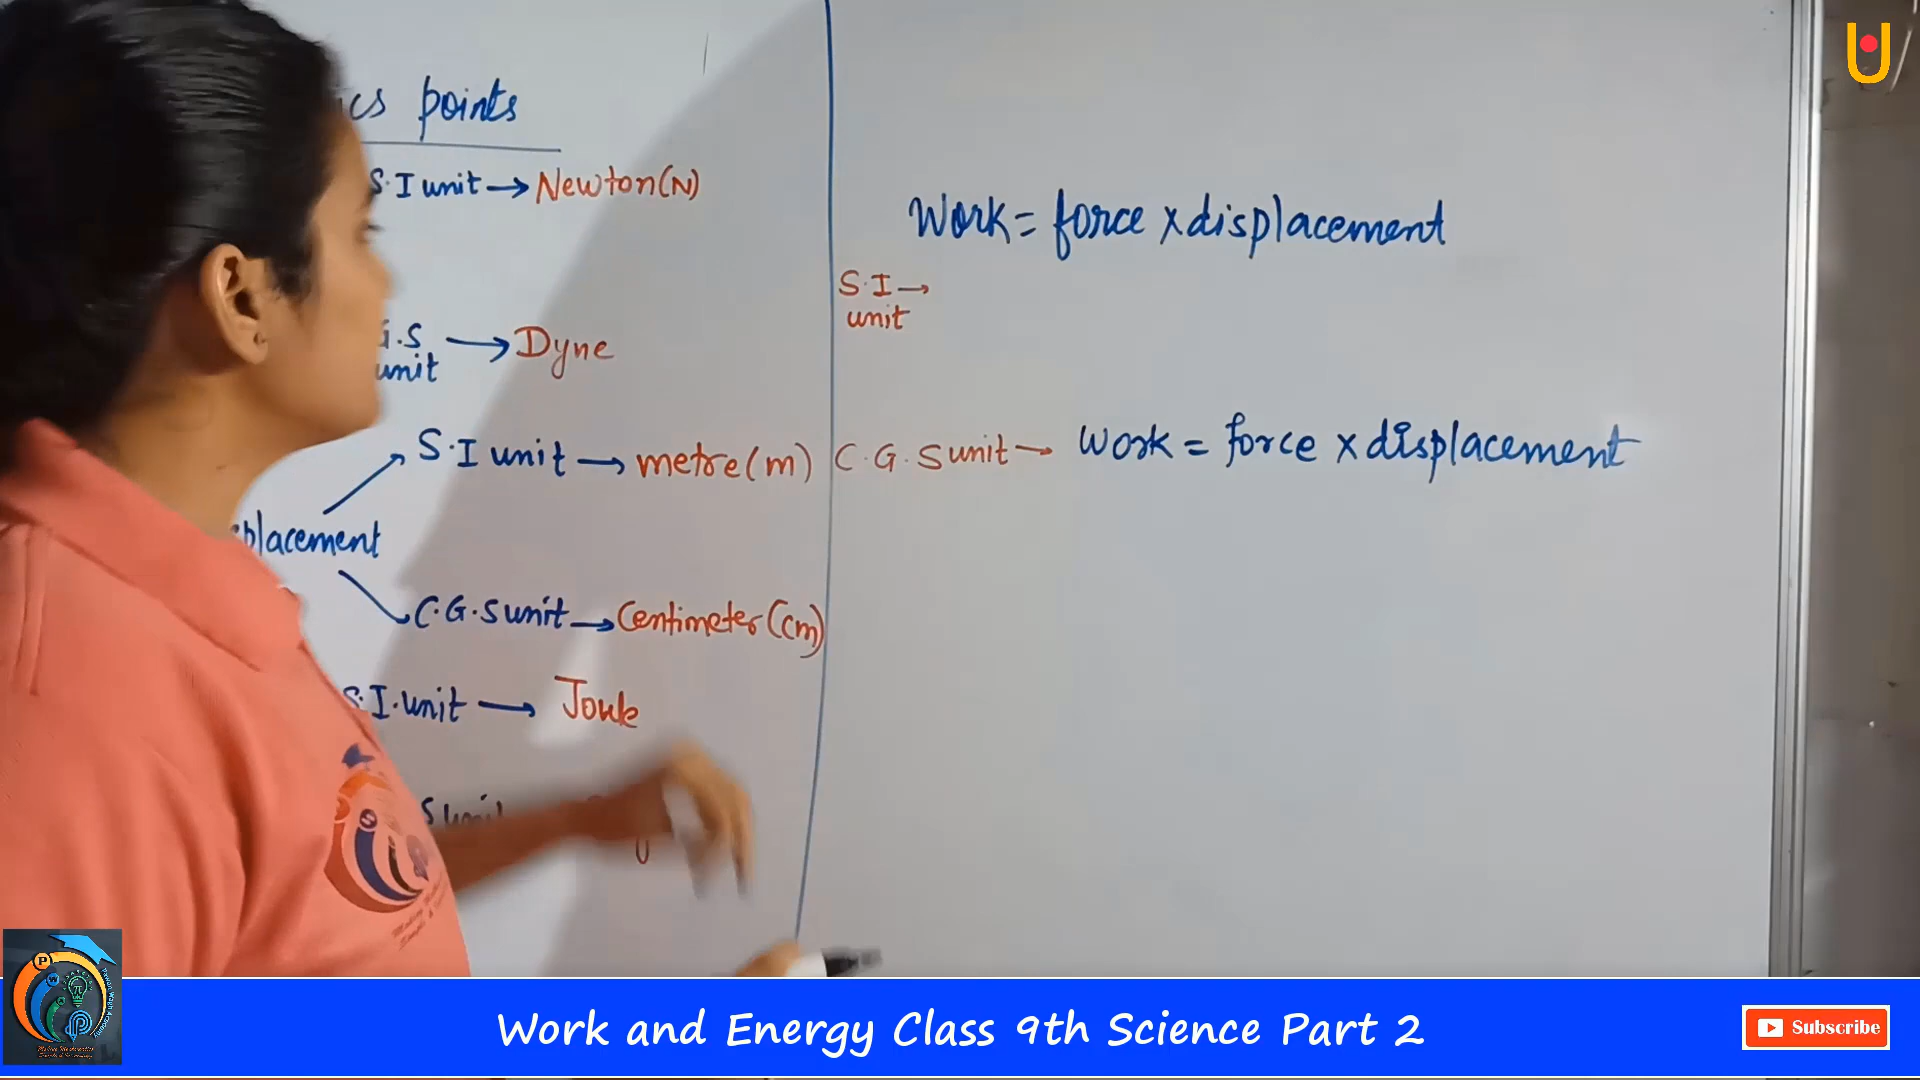 points
S.I unit → Newton(N)
G.S → Dyne
unit
S.I unit → metre(m)
placement
C.G.S unit → Centimeter(cm)
S.I. unit → Joule
S unit
Work = force x displacement
S.I →
unit
C.G.S unit → Work = force x displacement
Work and Energy Class 9th Science Part 2
Subscribe